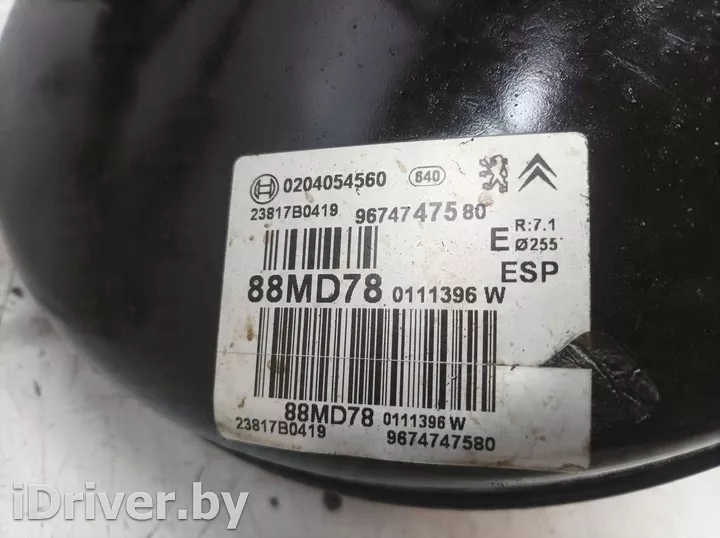 0204054560 640
23817B0419 9674747580
E R:7.1
Ø255
ESP
88MD78 0111396 W
88MD78 0111396 W
23817B0419 9674747580
iDriver.by